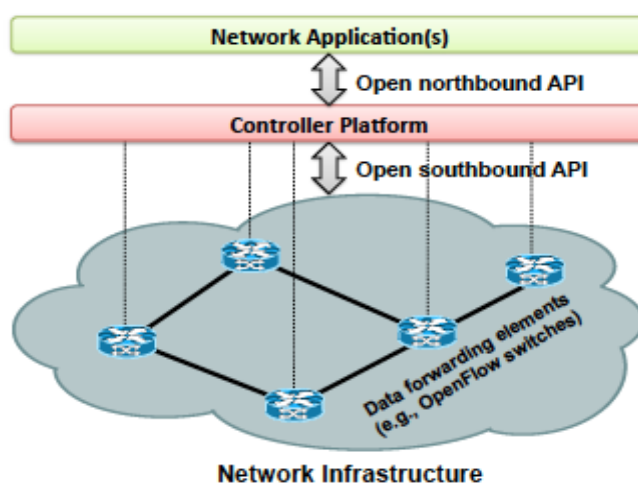 Network Application(s)
Open northbound API
Controller Platform
Open southbound API
Data forwarding elements
(e.g., OpenFlow switches)
Network Infrastructure